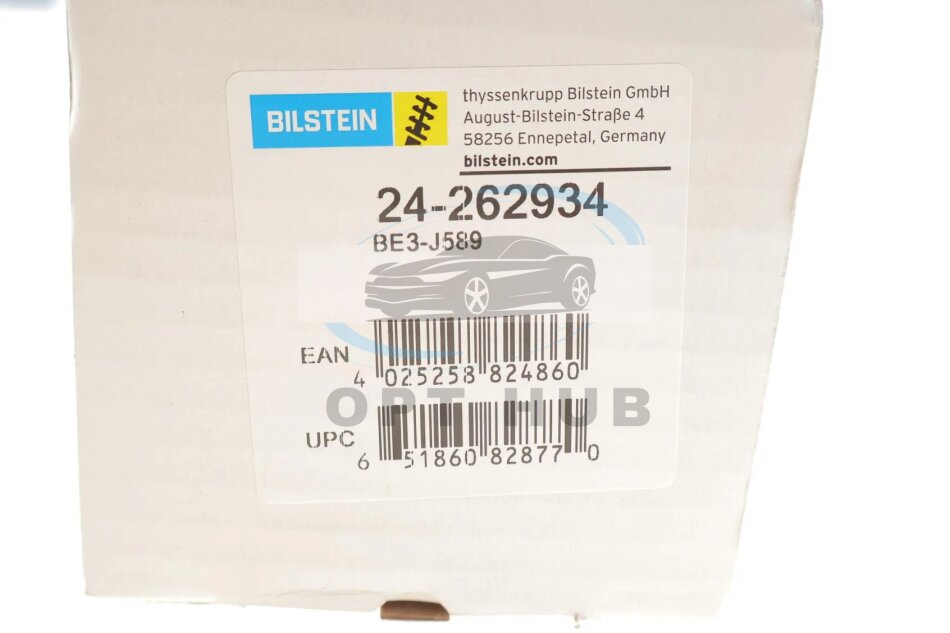 BILSTEIN
thyssenkrupp Bilstein GmbH
August-Bilstein-Straße 4
58256 Ennepetal, Germany
bilstein.com
24-262934
BE3-J589
EAN
4 025258 824860
OPT HUB
UPC
6 51860 82877 0